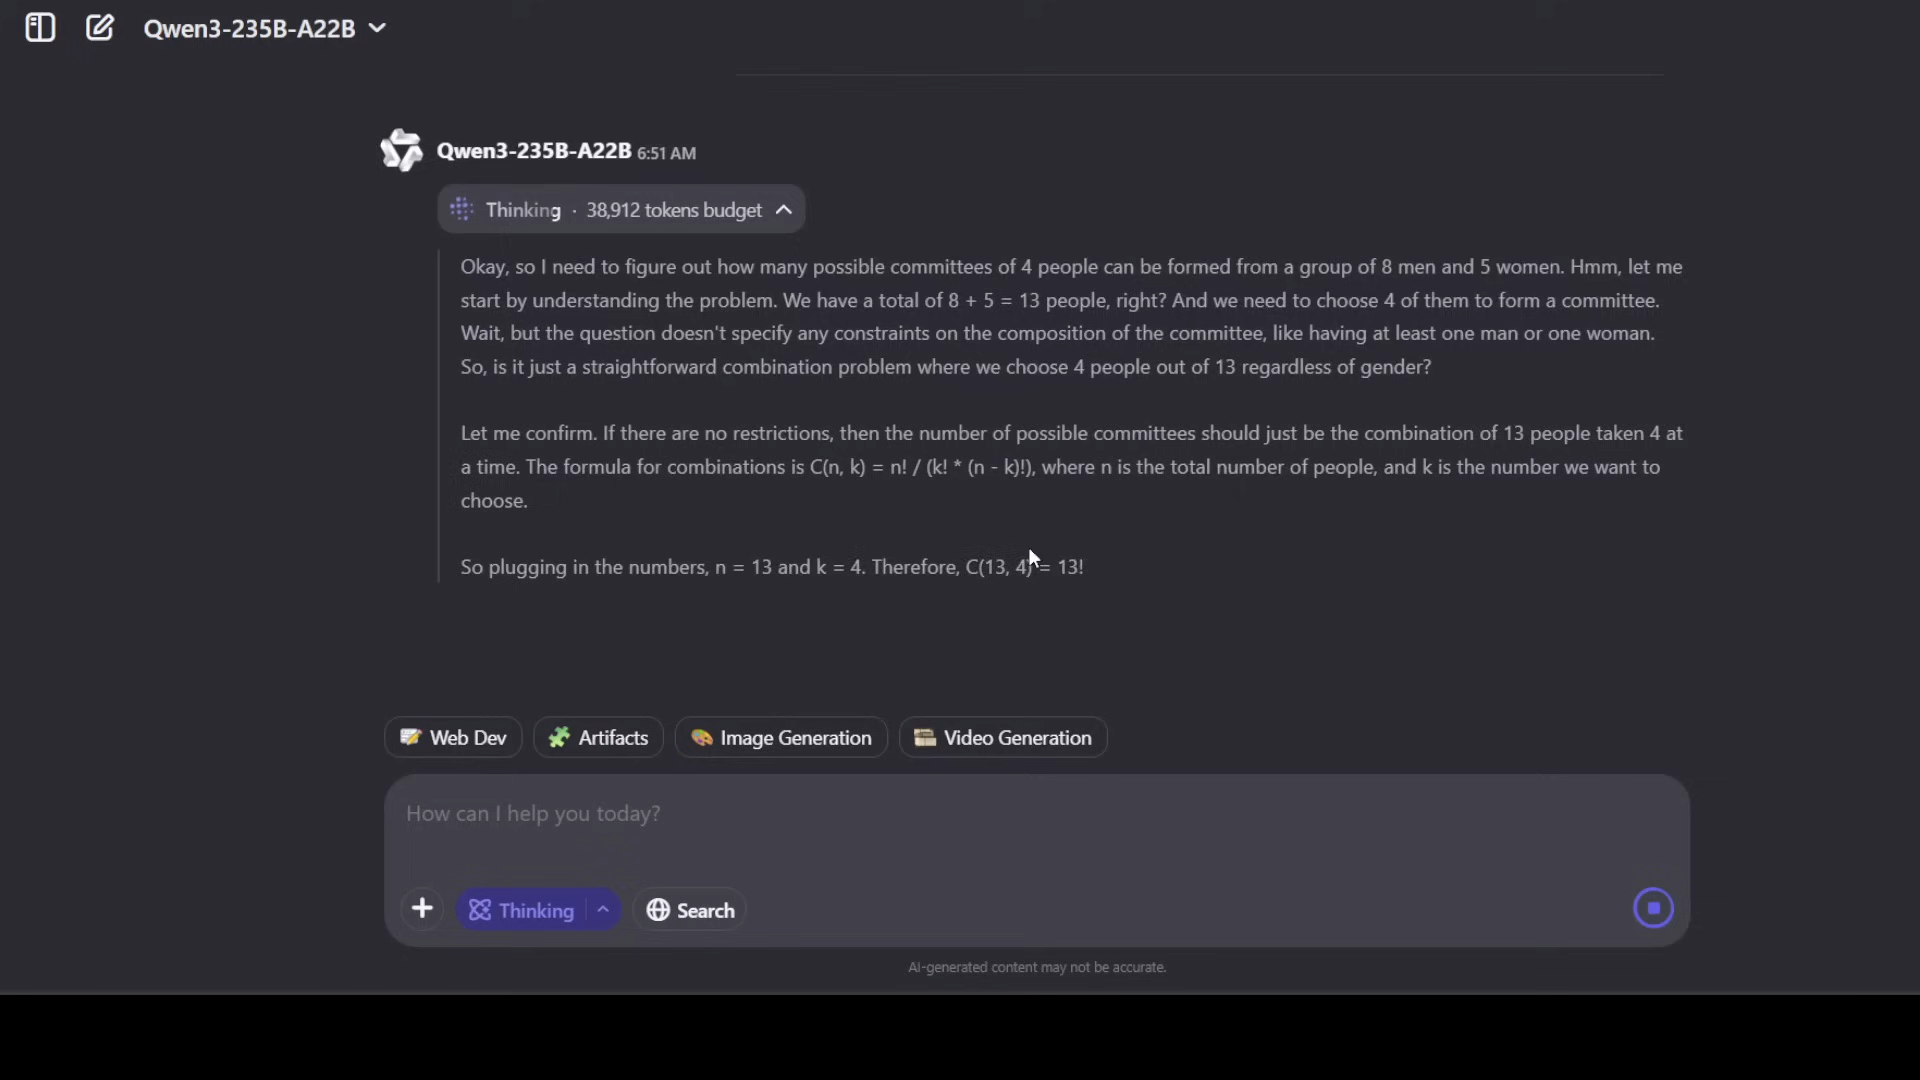 Qwen3-235B-A22B
Qwen3-235B-A22B 6:51 AM
Thinking · 38,912 tokens budget
Okay, so I need to figure out how many possible committees of 4 people can be formed from a group of 8 men and 5 women. Hmm, let me
start by understanding the problem. We have a total of 8 + 5 = 13 people, right? And we need to choose 4 of them to form a committee.
Wait, but the question doesn't specify any constraints on the composition of the committee, like having at least one man or one woman.
So, is it just a straightforward combination problem where we choose 4 people out of 13 regardless of gender?
Let me confirm. If there are no restrictions, then the number of possible committees should just be the combination of 13 people taken 4 at
a time. The formula for combinations is C(n, k) = n! / (k! * (n - k)!), where n is the total number of people, and k is the number we want to
choose.
So plugging in the numbers, n = 13 and k = 4. Therefore, C(13, 4) = 13!
Web Dev Artifacts Image Generation Video Generation
How can I help you today?
Thinking Search
AI-generated content may not be accurate.